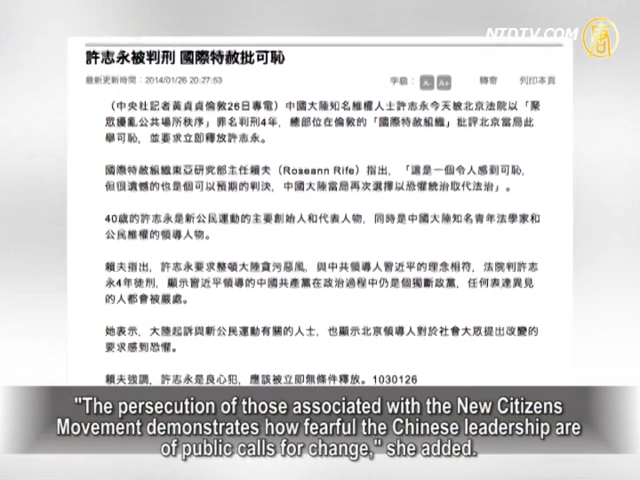 NTDTV.COM
許志永被判刑 國際特赦批可恥
最新更新時間：2014/01/26 20:27:53
字級： A- A+ 轉寄 列印本頁
（中央社記者黃貞貞倫敦26日專電）中國大陸知名維權人士許志永今天被北京法院以「聚
眾擾亂公共場所秩序」罪名判刑4年，總部位在倫敦的「國際特赦組織」批評北京當局此
舉可恥，並要求立即釋放許志永。
國際特赦組織東亞研究部主任賴夫（Roseann Rife）指出，「這是一個令人感到可恥，
但很遺憾的也是個可以預期的判決，中國大陸當局再次選擇以恐懼統治取代法治」。
40歲的許志永是新公民運動的主要創始人和代表人物，同時是中國大陸知名青年法學家和
公民維權的領導人物。
賴夫指出，許志永要求整頓大陸貪污惡風，與中共領導人習近平的理念相符，法院判許志
永4年徒刑，顯示習近平領導的中國共產黨在政治過程中仍是個獨斷政黨，任何表達異見
的人都會被嚴處。
她表示，大陸起訴與新公民運動有關的人士，也顯示北京領導人對於社會大眾提出改變的
要求感到恐懼。
賴夫強調，許志永是良心犯，應該被立即無條件釋放。1030126
"The persecution of those associated with the New Citizens
Movement demonstrates how fearful the Chinese leadership are
of public calls for change," she added.